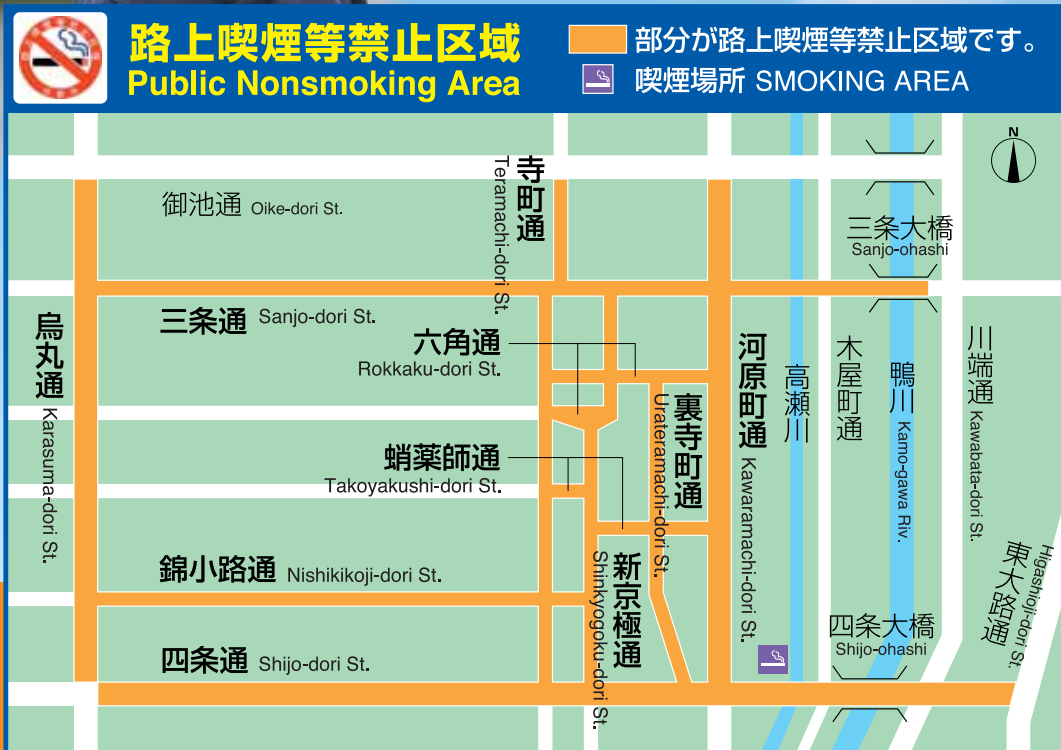 路上喫煙等禁止区域
Public Nonsmoking Area
部分が路上喫煙等禁止区域です。
喫煙場所 SMOKING AREA
N
御池通 Oike-dori St.
寺町通
Teramachi-dori St.
三条大橋
Sanjo-ohashi
三条通 Sanjo-dori St.
烏丸通 Karasuma-dori St.
六角通
Rokkaku-dori St.
蛸薬師通
Takoyakushi-dori St.
裏寺町通
Urateramachi-dori St.
河原町通 Kawaramachi-dori St.
高瀬川
木屋町通
鴨川 Kamo-gawa Riv.
川端通 Kawabata-dori St.
錦小路通 Nishikikoji-dori St.
新京極通
Shinkyogoku-dori St.
東大路通
Higashioji-dori St.
四条大橋
Shijo-ohashi
四条通 Shijo-dori St.